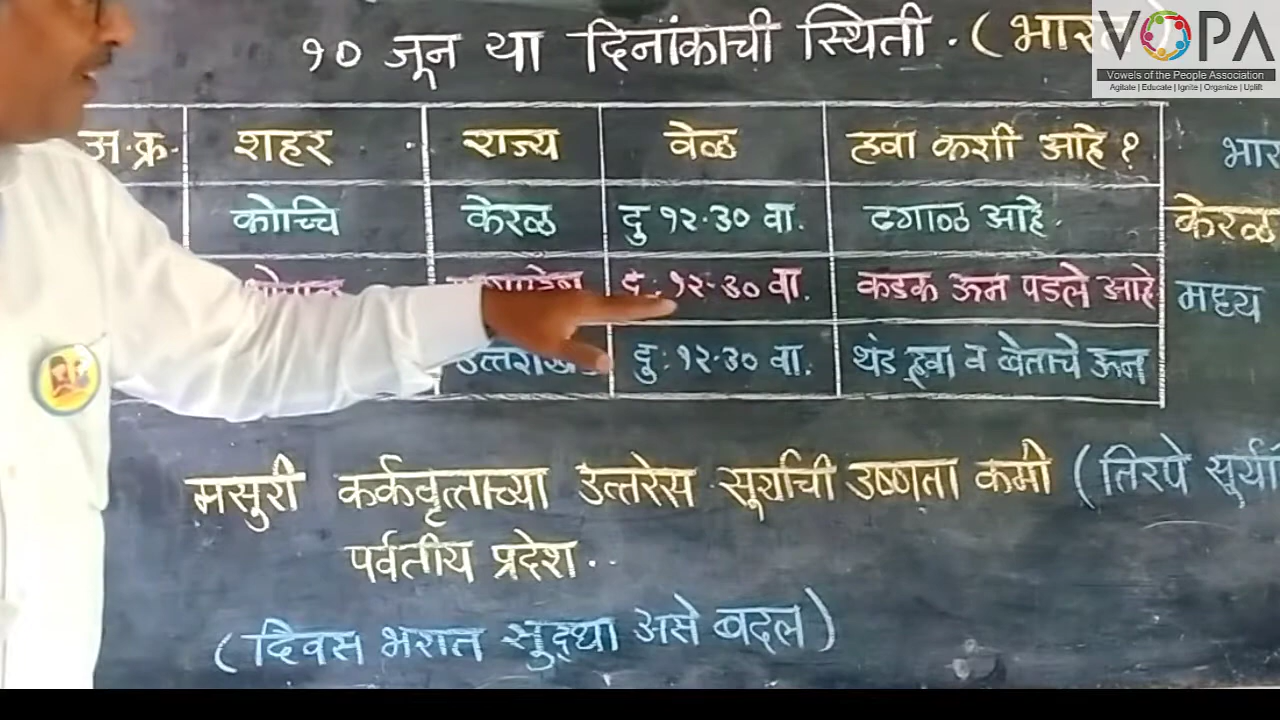 १० जून या दिनांकाची स्थिती. (भारत
VOPA
Vowels of the People Association
Agitate | Educate | Ignite | Organize | Uplift
अ.क्र. शहर राज्य वेळ हवा कशी आहे ?
कोच्चि केरळ दु १२.३० वा. ढगाळ आहे.
दु: १२.३० वा. कडक ऊन पडले आहे
दु: १२.३० वा. थंड हवा व बेताचे ऊन
भार
केरळ
मध्य
मसुरी कर्कवृत्ताच्या उत्तरेस सूर्याची उष्णता कमी (तिरपे सूर्या
पर्वतीय प्रदेश..
(दिवस भरात सुद्धा असे बदल)